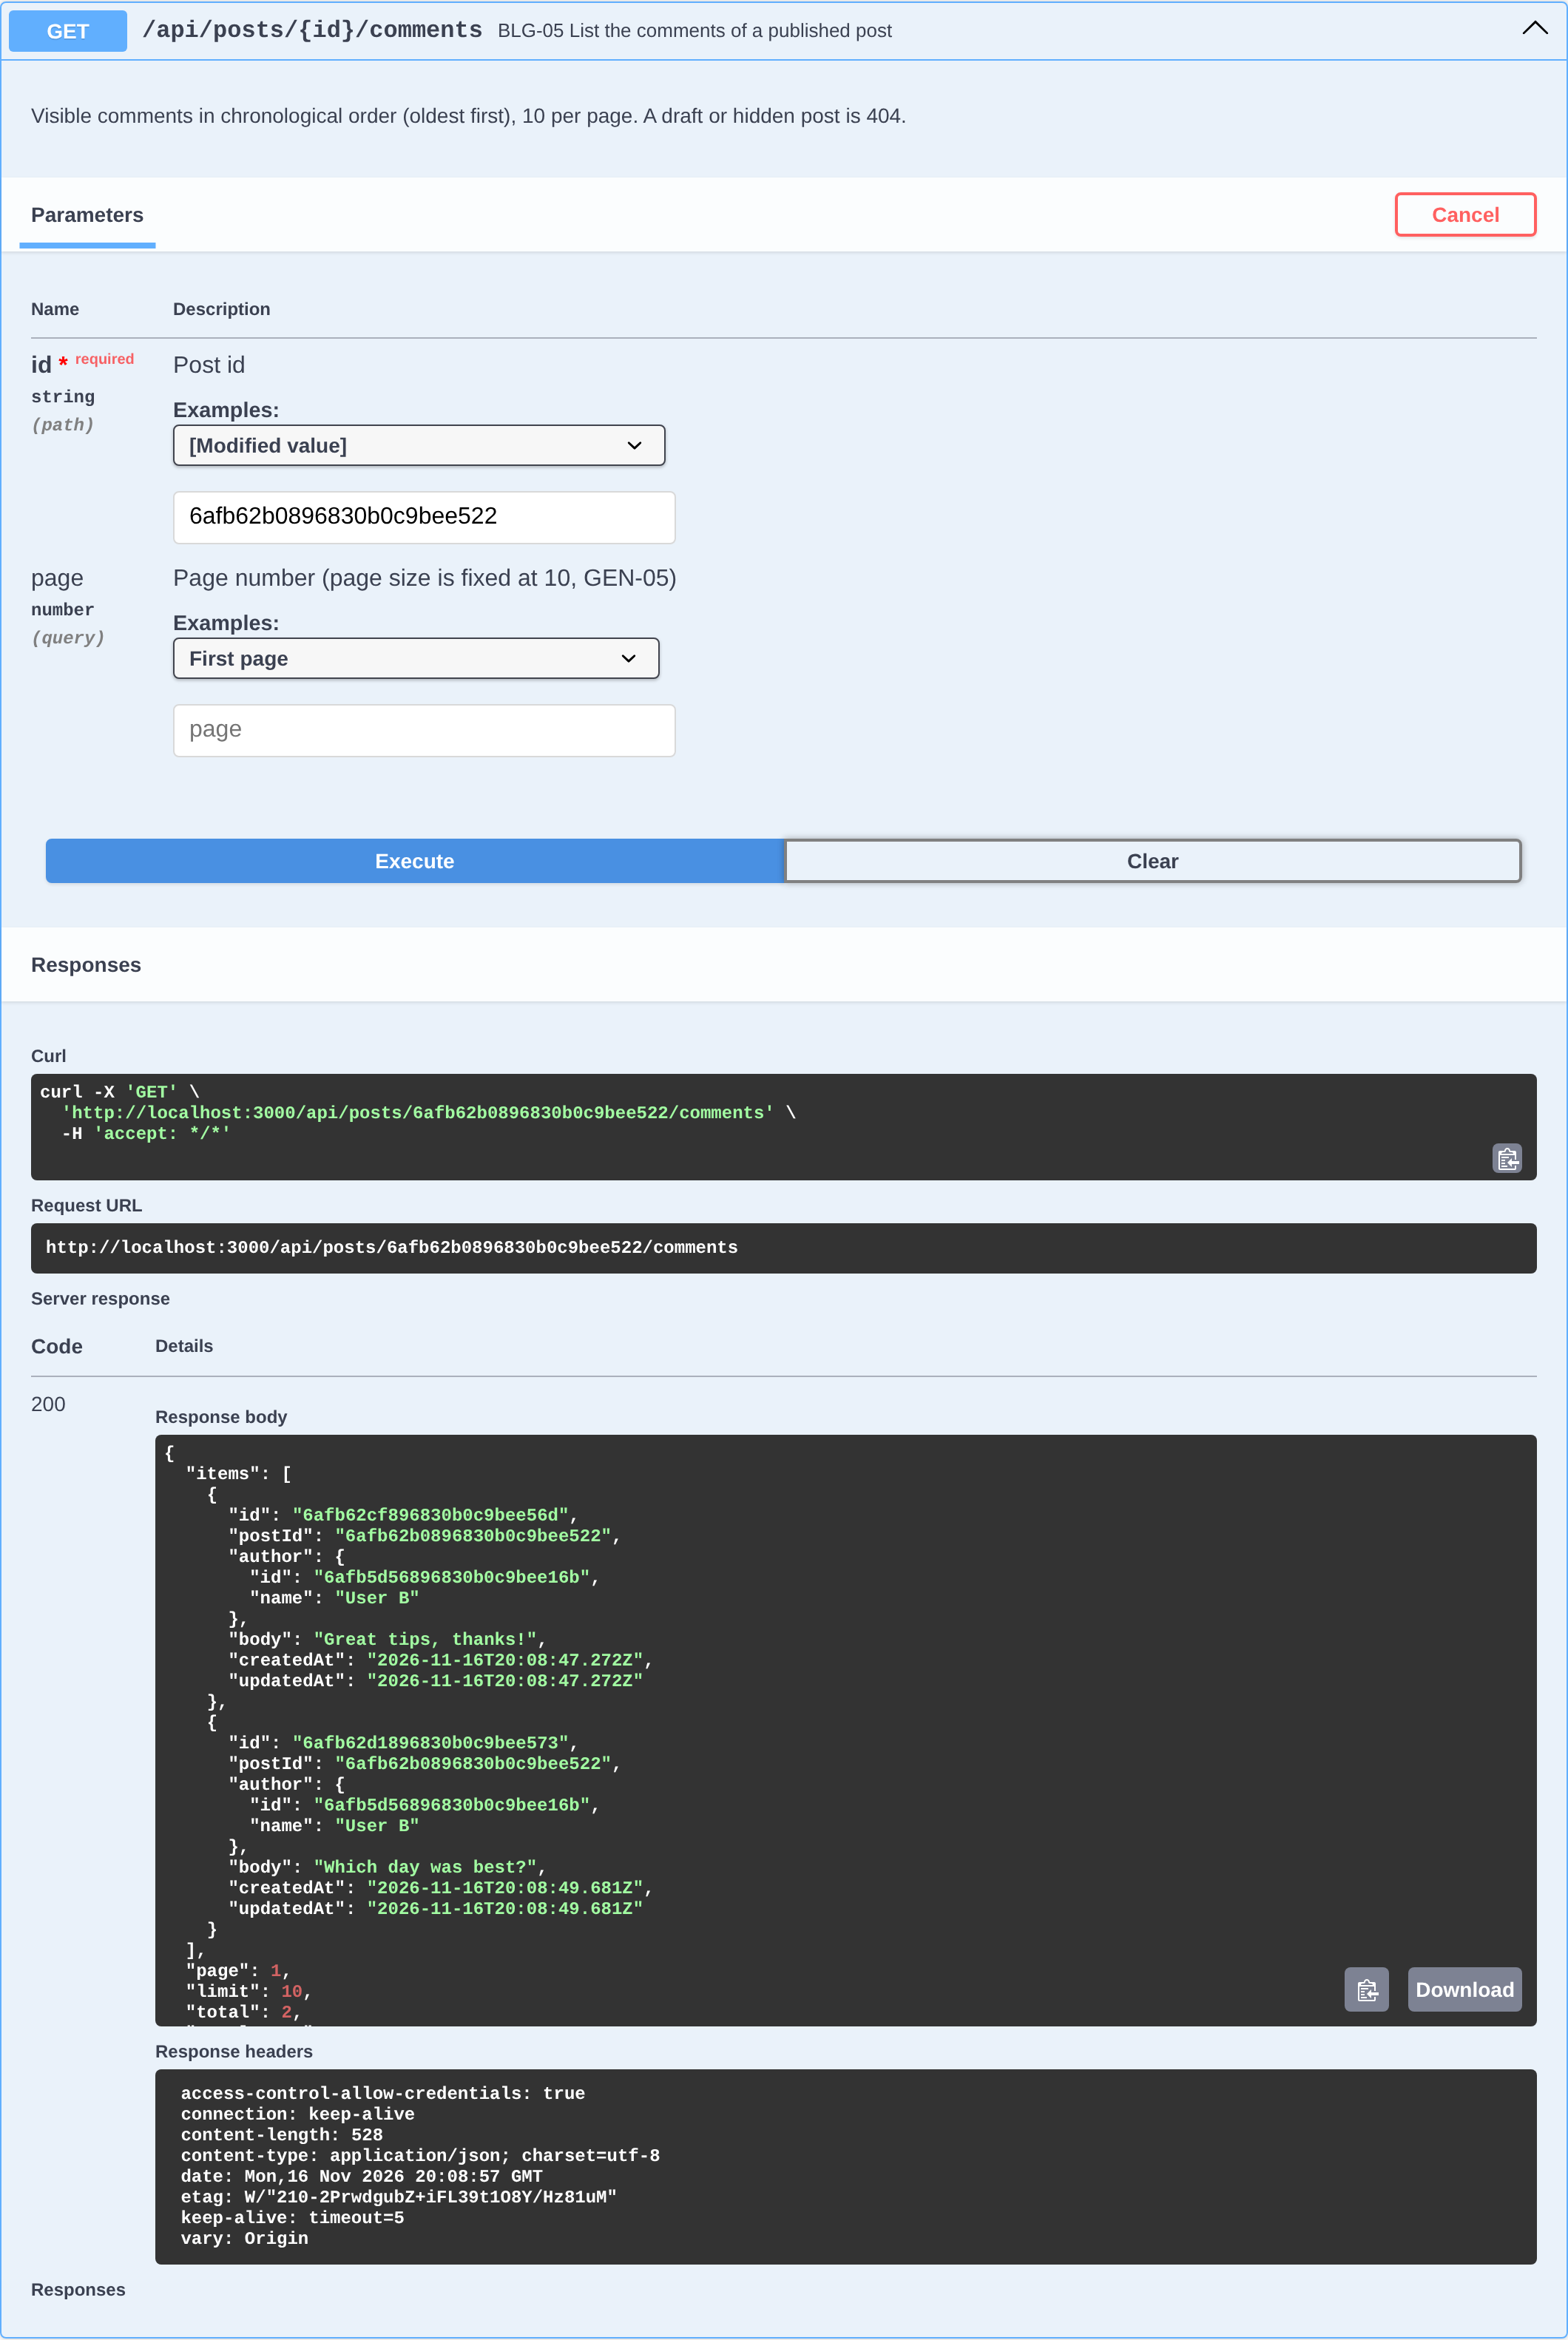 GET /api/posts/{id}/comments BLG-05 List the comments of a published post
Visible comments in chronological order (oldest first), 10 per page. A draft or hidden post is 404.
Parameters
Cancel
Name Description
id * required
string
(path)
Post id
Examples:
[Modified value]
6afb62b0896830b0c9bee522
page
number
(query)
Page number (page size is fixed at 10, GEN-05)
Examples:
First page
page
Execute
Clear
Responses
Curl
curl -X 'GET' \
  'http://localhost:3000/api/posts/6afb62b0896830b0c9bee522/comments' \
  -H 'accept: */*'
Request URL
http://localhost:3000/api/posts/6afb62b0896830b0c9bee522/comments
Server response
Code Details
200
Response body
{
  "items": [
    {
      "id": "6afb62cf896830b0c9bee56d",
      "postId": "6afb62b0896830b0c9bee522",
      "author": {
        "id": "6afb5d56896830b0c9bee16b",
        "name": "User B"
      },
      "body": "Great tips, thanks!",
      "createdAt": "2026-11-16T20:08:47.272Z",
      "updatedAt": "2026-11-16T20:08:47.272Z"
    },
    {
      "id": "6afb62d1896830b0c9bee573",
      "postId": "6afb62b0896830b0c9bee522",
      "author": {
        "id": "6afb5d56896830b0c9bee16b",
        "name": "User B"
      },
      "body": "Which day was best?",
      "createdAt": "2026-11-16T20:08:49.681Z",
      "updatedAt": "2026-11-16T20:08:49.681Z"
    }
  ],
  "page": 1,
  "limit": 10,
  "total": 2,
Download
Response headers
access-control-allow-credentials: true
connection: keep-alive
content-length: 528
content-type: application/json; charset=utf-8
date: Mon,16 Nov 2026 20:08:57 GMT
etag: W/"210-2PrwdgubZ+iFL39t1O8Y/Hz81uM"
keep-alive: timeout=5
vary: Origin
Responses